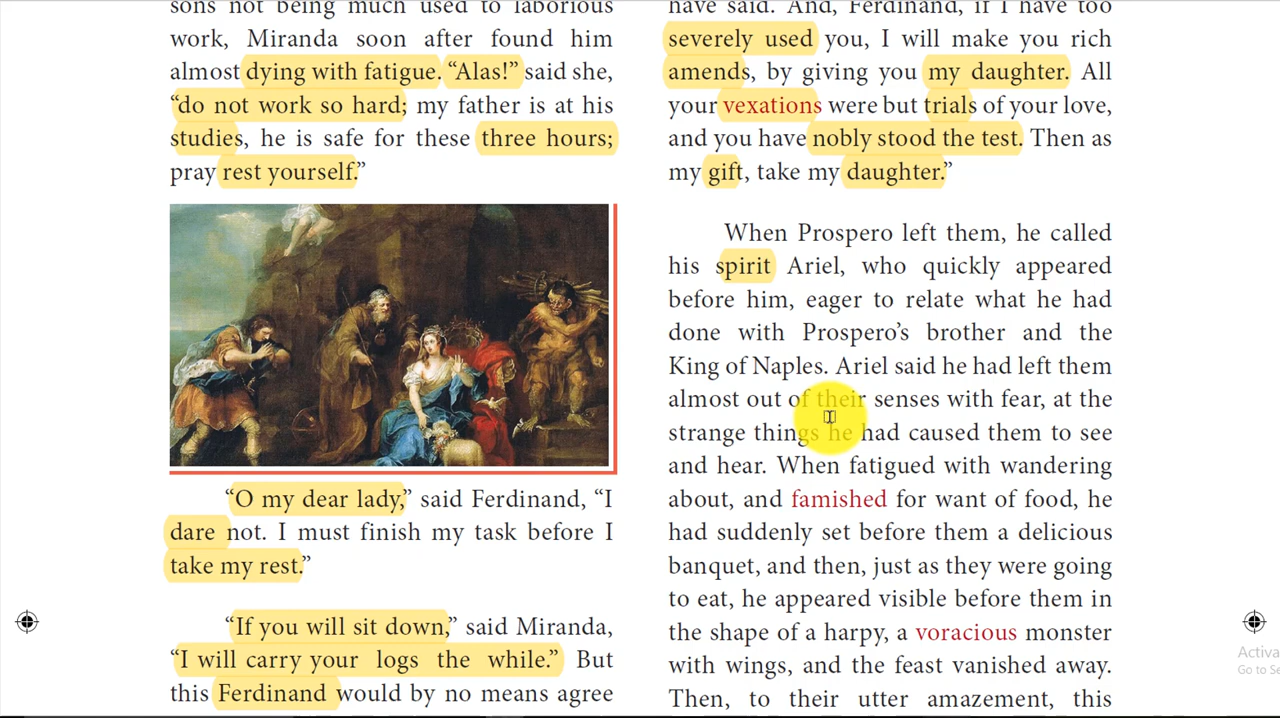 sons not being much used to laborious
work, Miranda soon after found him
almost dying with fatigue. “Alas!” said she,
“do not work so hard; my father is at his
studies, he is safe for these three hours;
pray rest yourself.”
“O my dear lady,” said Ferdinand, “I
dare not. I must finish my task before I
take my rest.”
“If you will sit down,” said Miranda,
“I will carry your logs the while.” But
this Ferdinand would by no means agree
have said. And, Ferdinand, if I have too
severely used you, I will make you rich
amends, by giving you my daughter. All
your vexations were but trials of your love,
and you have nobly stood the test. Then as
my gift, take my daughter.”
When Prospero left them, he called
his spirit Ariel, who quickly appeared
before him, eager to relate what he had
done with Prospero’s brother and the
King of Naples. Ariel said he had left them
almost out of their senses with fear, at the
strange things he had caused them to see
and hear. When fatigued with wandering
about, and famished for want of food, he
had suddenly set before them a delicious
banquet, and then, just as they were going
to eat, he appeared visible before them in
the shape of a harpy, a voracious monster
with wings, and the feast vanished away.
Then, to their utter amazement, this
Activa
Go to Se